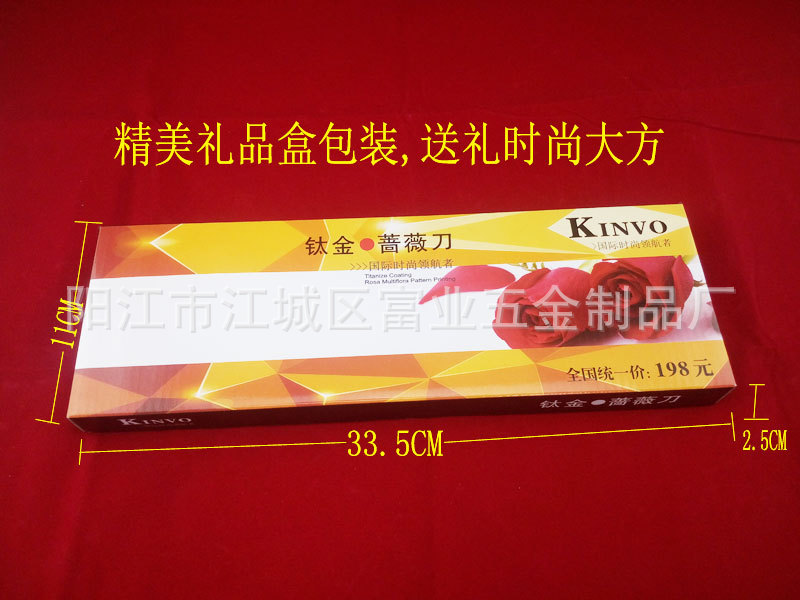 精美礼品盒包装,送礼时尚大方
KINVO
>国际时尚领航者
钛金●蔷薇刀
>>>国际时尚领航者
Titanize Coating
Rosa Multiflora Pattern Printing
阳江市江城区富业五金制品厂
11CM
全国统一价: 198 元
KINVO
钛金●蔷薇刀
33.5CM
2.5CM